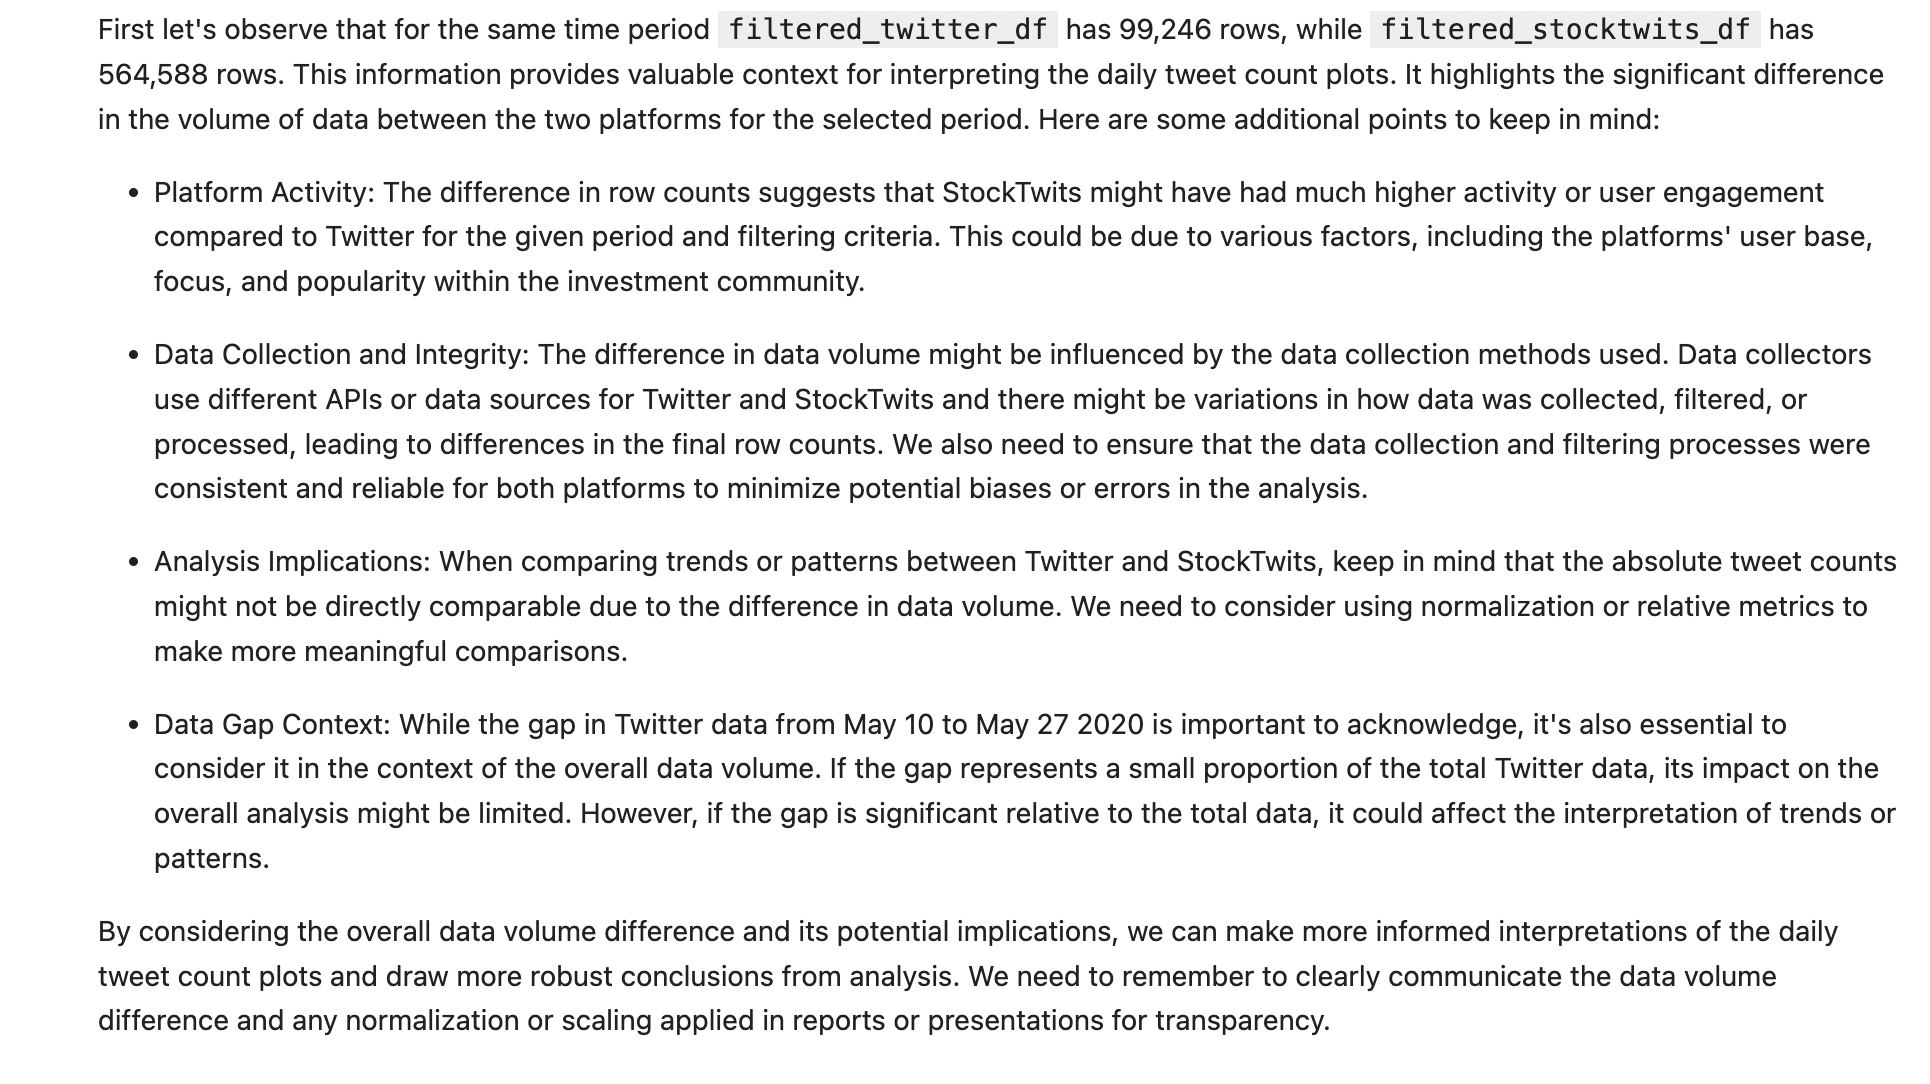 First let's observe that for the same time period filtered_twitter_df has 99,246 rows, while filtered_stocktwits_df has
564,588 rows. This information provides valuable context for interpreting the daily tweet count plots. It highlights the significant difference
in the volume of data between the two platforms for the selected period. Here are some additional points to keep in mind:
• Platform Activity: The difference in row counts suggests that StockTwits might have had much higher activity or user engagement
compared to Twitter for the given period and filtering criteria. This could be due to various factors, including the platforms' user base,
focus, and popularity within the investment community.
• Data Collection and Integrity: The difference in data volume might be influenced by the data collection methods used. Data collectors
use different APIs or data sources for Twitter and StockTwits and there might be variations in how data was collected, filtered, or
processed, leading to differences in the final row counts. We also need to ensure that the data collection and filtering processes were
consistent and reliable for both platforms to minimize potential biases or errors in the analysis.
• Analysis Implications: When comparing trends or patterns between Twitter and StockTwits, keep in mind that the absolute tweet counts
might not be directly comparable due to the difference in data volume. We need to consider using normalization or relative metrics to
make more meaningful comparisons.
• Data Gap Context: While the gap in Twitter data from May 10 to May 27 2020 is important to acknowledge, it's also essential to
consider it in the context of the overall data volume. If the gap represents a small proportion of the total Twitter data, its impact on the
overall analysis might be limited. However, if the gap is significant relative to the total data, it could affect the interpretation of trends or
patterns.
By considering the overall data volume difference and its potential implications, we can make more informed interpretations of the daily
tweet count plots and draw more robust conclusions from analysis. We need to remember to clearly communicate the data volume
difference and any normalization or scaling applied in reports or presentations for transparency.